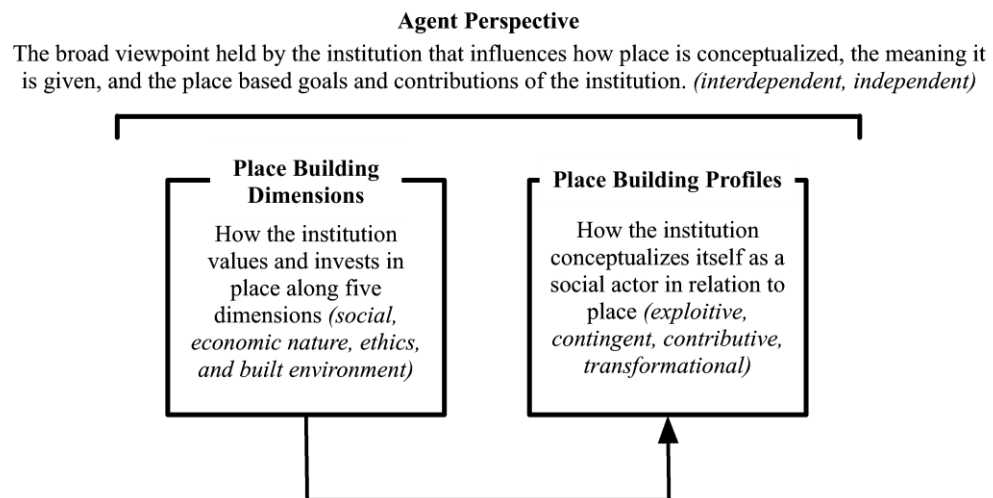 Agent Perspective
The broad viewpoint held by the institution that influences how place is conceptualized, the meaning it
is given, and the place based goals and contributions of the institution. (interdependent, independent)
Place Building
Dimensions
How the institution
values and invests in
place along five
dimensions (social,
economic nature, ethics,
and built environment)
Place Building Profiles
How the institution
conceptualizes itself as a
social actor in relation to
place (exploitive,
contingent, contributive,
transformational)